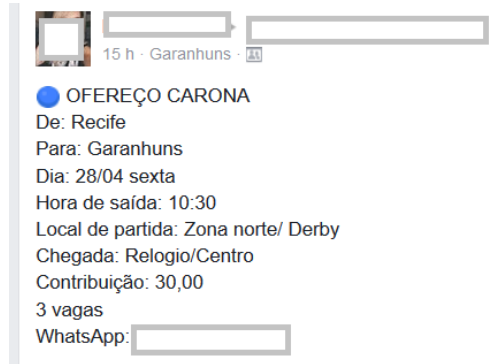 15 h · Garanhuns ·
OFEREÇO CARONA
De: Recife
Para: Garanhuns
Dia: 28/04 sexta
Hora de saída: 10:30
Local de partida: Zona norte/ Derby
Chegada: Relogio/Centro
Contribuição: 30,00
3 vagas
WhatsApp: